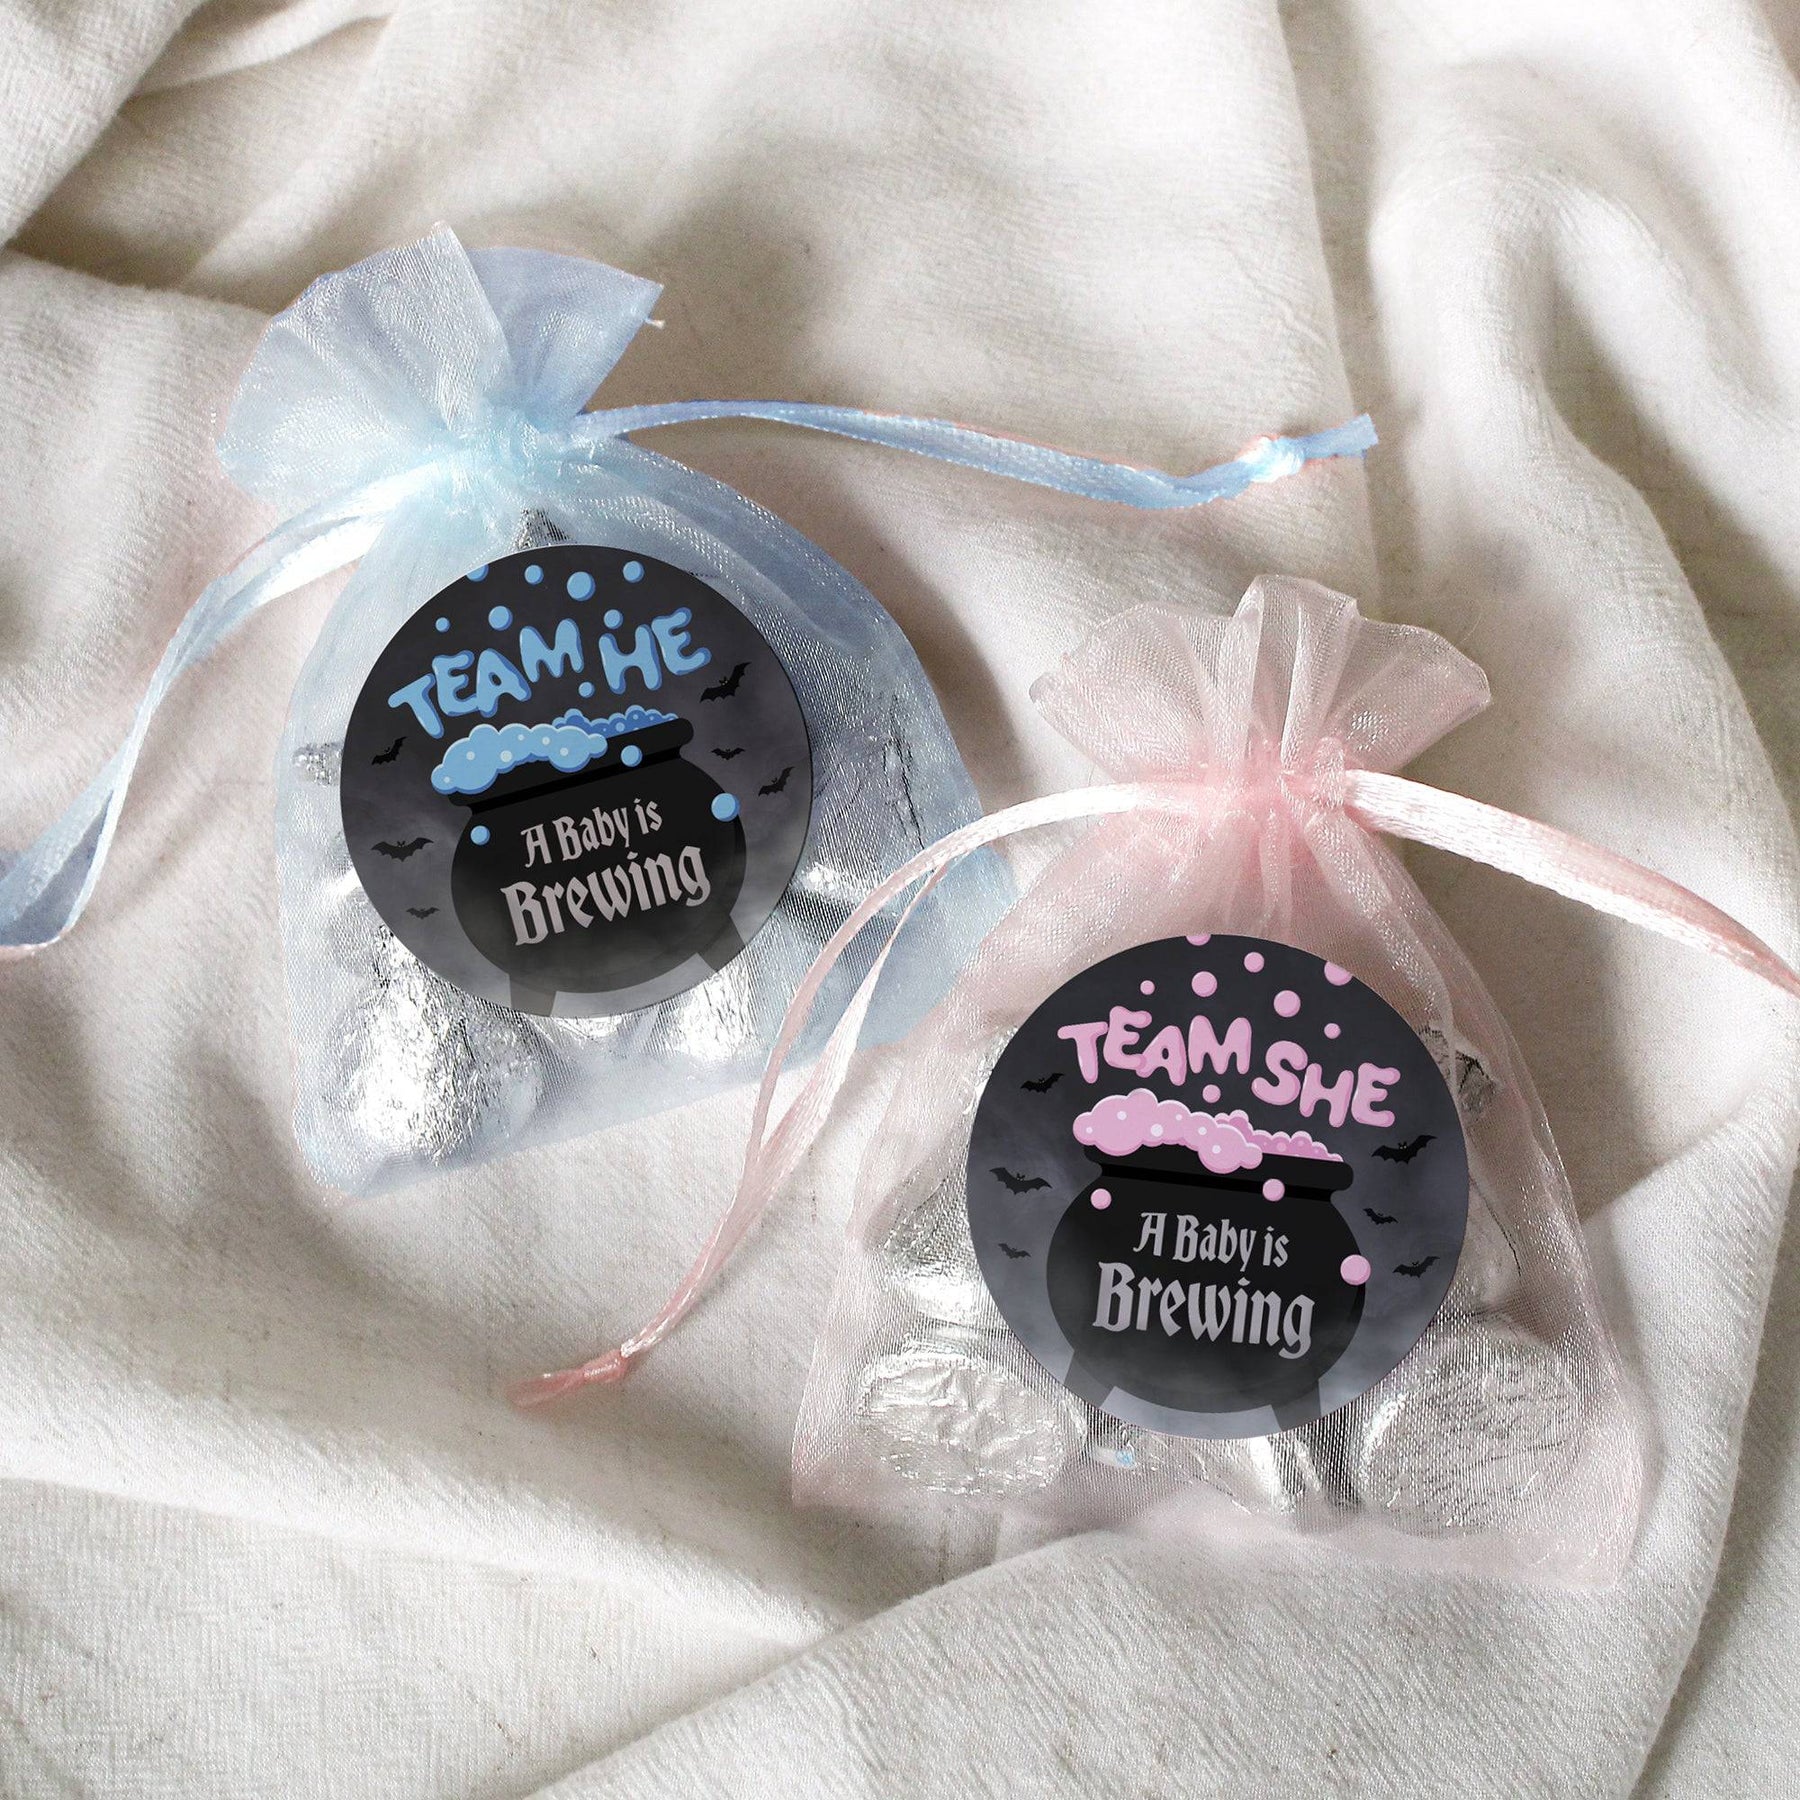 TEAM HE
A Baby is
Brewing
TEAM SHE
A Baby is
Brewing